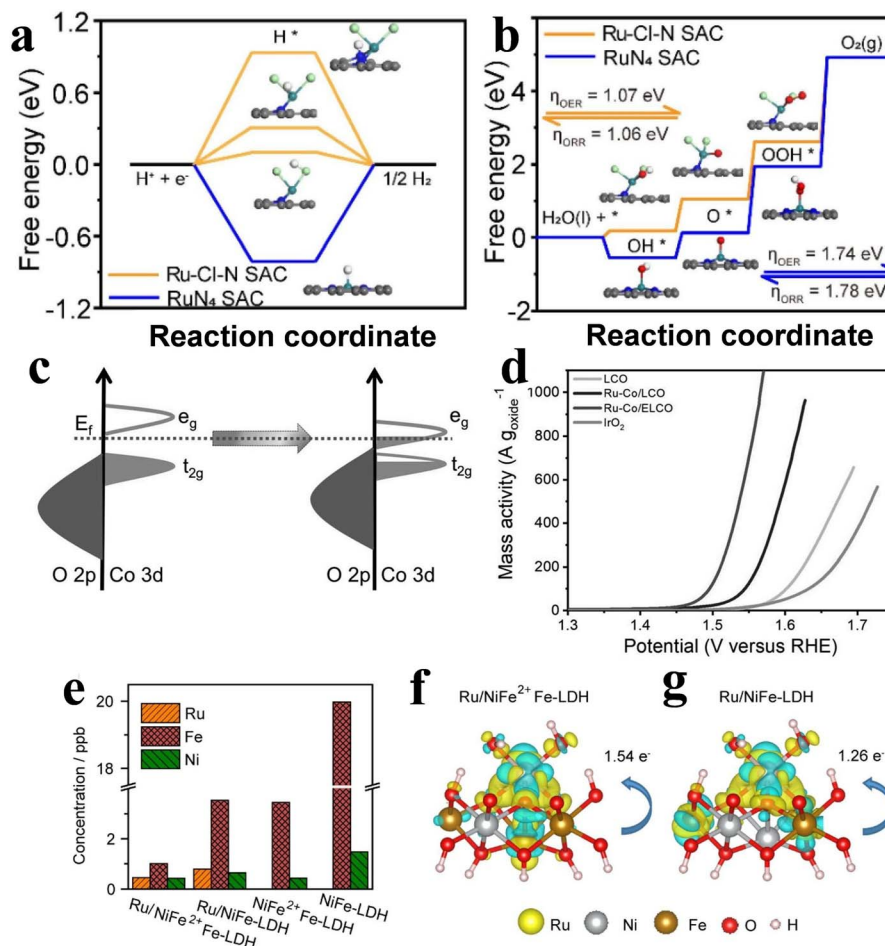 a
1.2
0.6
0.0
-0.6
-1.2
Free energy (eV)
H *
H⁺ + e⁻
1/2 H₂
Ru-Cl-N SAC
RuN₄ SAC
Reaction coordinate
b
6
4
2
0
-2
Free energy (eV)
Ru-Cl-N SAC
RuN₄ SAC
O₂(g)
η_OER = 1.07 eV
η_ORR = 1.06 eV
OOH *
H₂O(l) + *
O *
OH *
η_OER = 1.74 eV
η_ORR = 1.78 eV
Reaction coordinate
c
E_f
e_g
t_2g
O 2p Co 3d
e_g
t_2g
O 2p Co 3d
d
LCO
Ru-Co/LCO
Ru-Co/ELCO
IrO₂
1000
800
600
400
200
0
Mass activity (A g_oxide⁻¹
1.3 1.4 1.5 1.6 1.7
Potential (V versus RHE)
e
20
18
2
0
Concentration / ppb
Ru
Fe
Ni
Ru/NiFe²⁺Fe-LDH
Ru/NiFe-LDH
NiFe²⁺Fe-LDH
NiFe-LDH
f
Ru/NiFe²⁺Fe-LDH
1.54 e⁻
g
Ru/NiFe-LDH
1.26 e⁻
Ru Ni Fe O H